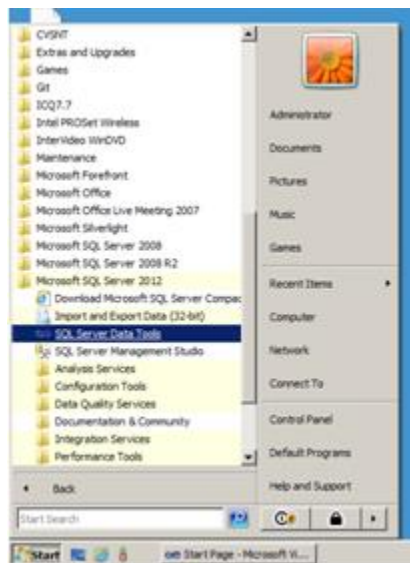 CVSNT
Extras and Upgrades
Games
Git
ICQ7.7
Intel PROSet Wireless
InterVideo WinDVD
Maintenance
Microsoft Forefront
Microsoft Office
Microsoft Office Live Meeting 2007
Microsoft Silverlight
Microsoft SQL Server 2008
Microsoft SQL Server 2008 R2
Microsoft SQL Server 2012
Download Microsoft SQL Server Compac
Import and Export Data (32-bit)
SQL Server Data Tools
SQL Server Management Studio
Analysis Services
Configuration Tools
Data Quality Services
Documentation & Community
Integration Services
Performance Tools
Back
Start Search
Administrator
Documents
Pictures
Music
Games
Recent Items
Computer
Network
Connect To
Control Panel
Default Programs
Help and Support
Start
Start Page - Microsoft Vi...